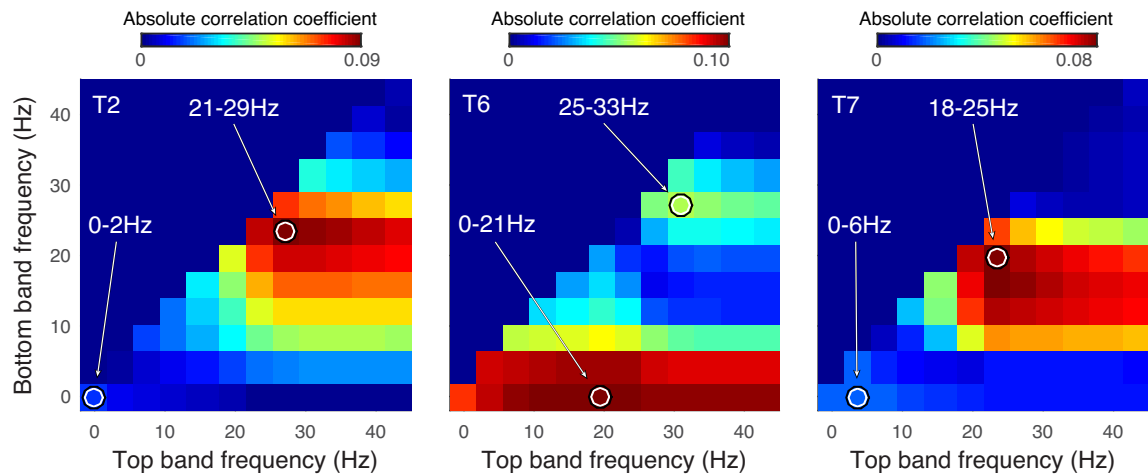 Absolute correlation coefficient
0 0.09
Absolute correlation coefficient
0 0.10
Absolute correlation coefficient
0 0.08
Bottom band frequency (Hz)
40
30
20
10
0
T2
21-29Hz
0-2Hz
0 10 20 30 40
Top band frequency (Hz)
T6
25-33Hz
0-21Hz
0 10 20 30 40
Top band frequency (Hz)
T7
18-25Hz
0-6Hz
0 10 20 30 40
Top band frequency (Hz)